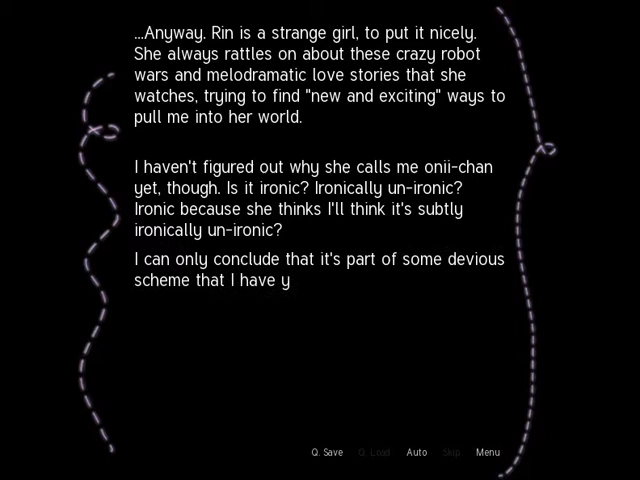 ...Anyway. Rin is a strange girl, to put it nicely.
She always rattles on about these crazy robot
wars and melodramatic love stories that she
watches, trying to find "new and exciting" ways to
pull me into her world.
I haven't figured out why she calls me onii-chan
yet, though. Is it ironic? Ironically un-ironic?
Ironic because she thinks I'll think it's subtly
ironically un-ironic?
I can only conclude that it's part of some devious
scheme that I have y
Q. Save Q. Load Auto Skip Menu